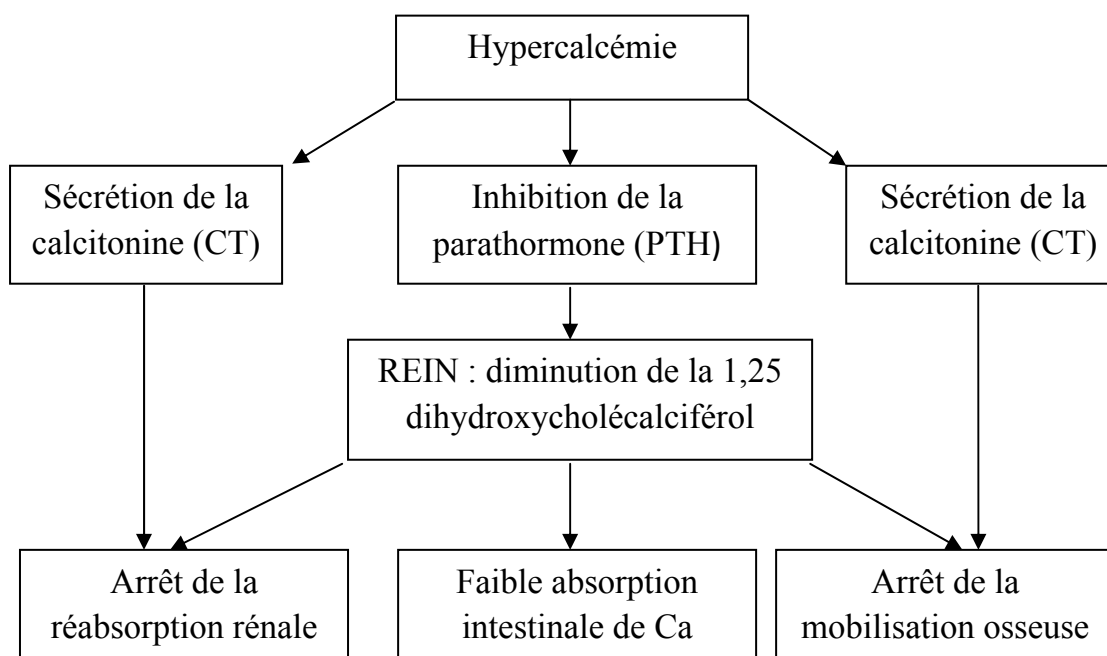 Hypercalcémie
Sécrétion de la
calcitonine (CT)
Inhibition de la
parathormone (PTH)
Sécrétion de la
calcitonine (CT)
REIN : diminution de la 1,25
dihydroxycholécalciférol
Arrêt de la
réabsorption rénale
Faible absorption
intestinale de Ca
Arrêt de la
mobilisation osseuse